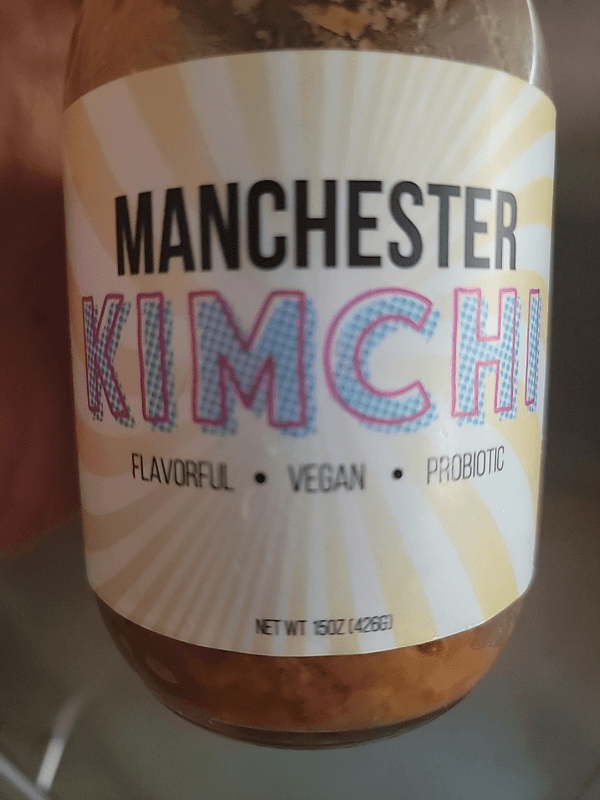 MANCHESTER
KIMCHI
FLAVORFUL • VEGAN • PROBIOTIC
NET WT 15OZ (426G)